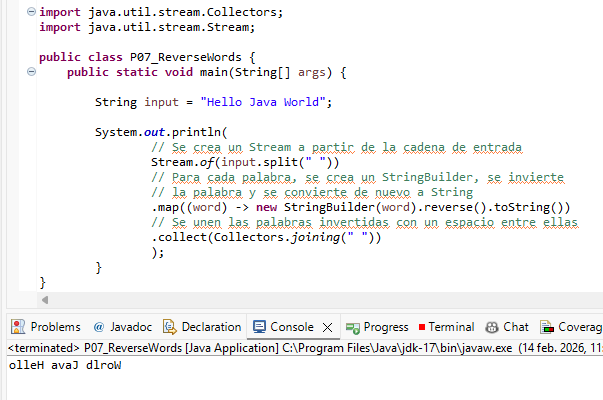 import java.util.stream.Collectors;
import java.util.stream.Stream;
public class P07_ReverseWords {
public static void main(String[] args) {
String input = "Hello Java World";
System.out.println(
// Se crea un Stream a partir de la cadena de entrada
Stream.of(input.split(" "))
// Para cada palabra, se crea un StringBuilder, se invierte
// la palabra y se convierte de nuevo a String
.map((word) -> new StringBuilder(word).reverse().toString())
// Se unen las palabras invertidas con un espacio entre ellas
.collect(Collectors.joining(" "))
);
}
}
Problems @ Javadoc Declaration Console Progress Terminal Chat Coverag
<terminated> P07_ReverseWords [Java Application] C:\Program Files\Java\jdk-17\bin\javaw.exe (14 feb. 2026, 11:
olleH avaJ dlroW